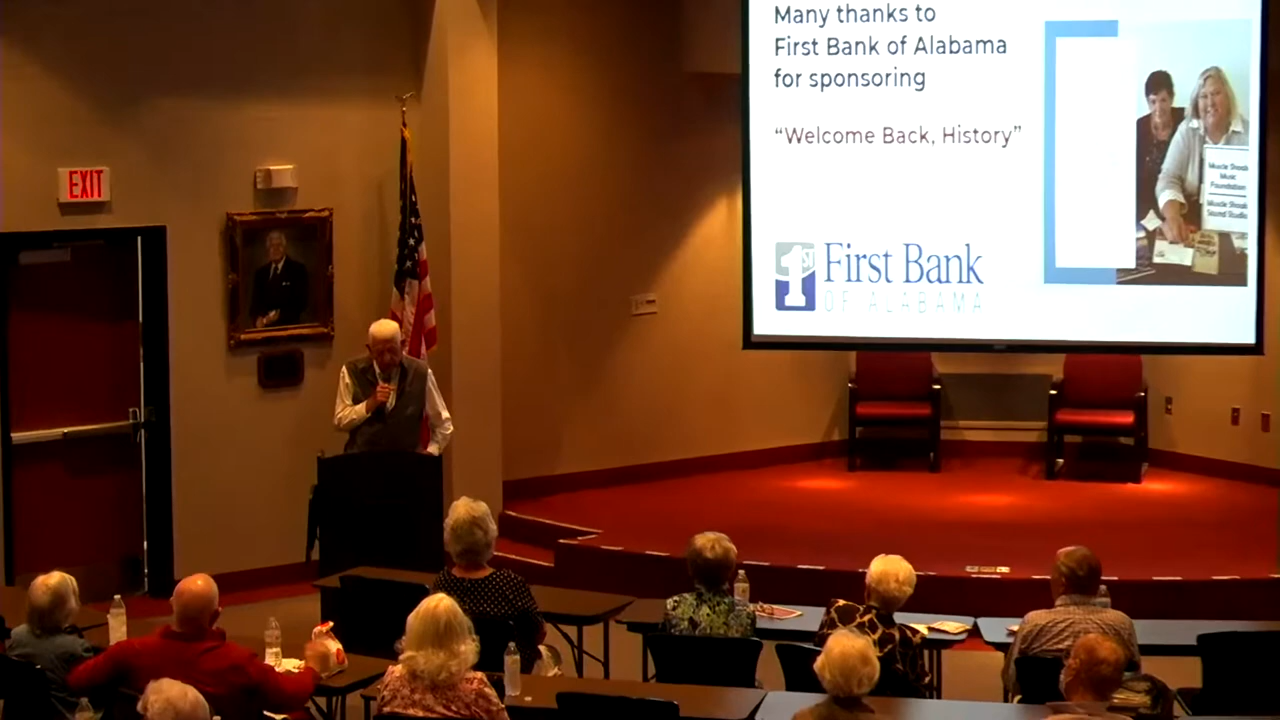 Many thanks to
First Bank of Alabama
for sponsoring
“Welcome Back, History”
EXIT
Muscle Shoals
Music
Foundation
Muscle Shoals
Sound Studio
1ST
First Bank
OF ALABAMA